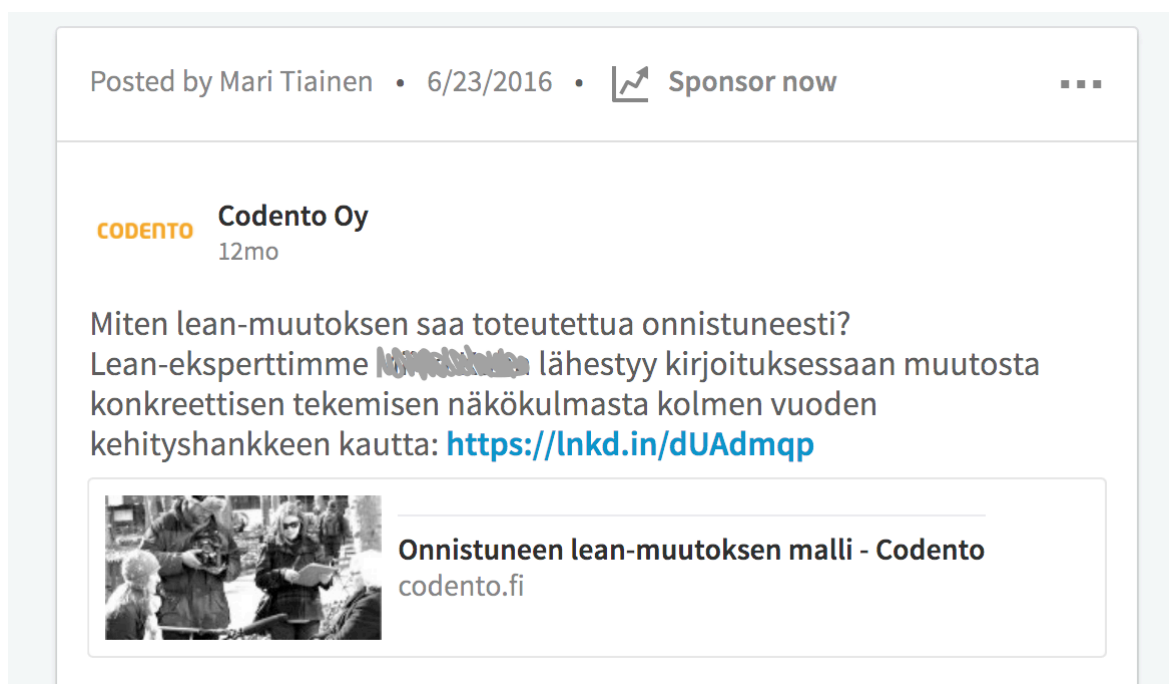 Posted by Mari Tiainen • 6/23/2016 • Sponsor now
CODENTO
Codento Oy
12mo
Miten lean-muutoksen saa toteutettua onnistuneesti?
Lean-eksperttimme lähestyy kirjoituksessaan muutosta
konkreettisen tekemisen näkökulmasta kolmen vuoden
kehityshankkeen kautta: https://lnkd.in/dUAdmqp
Onnistuneen lean-muutoksen malli - Codento
codento.fi